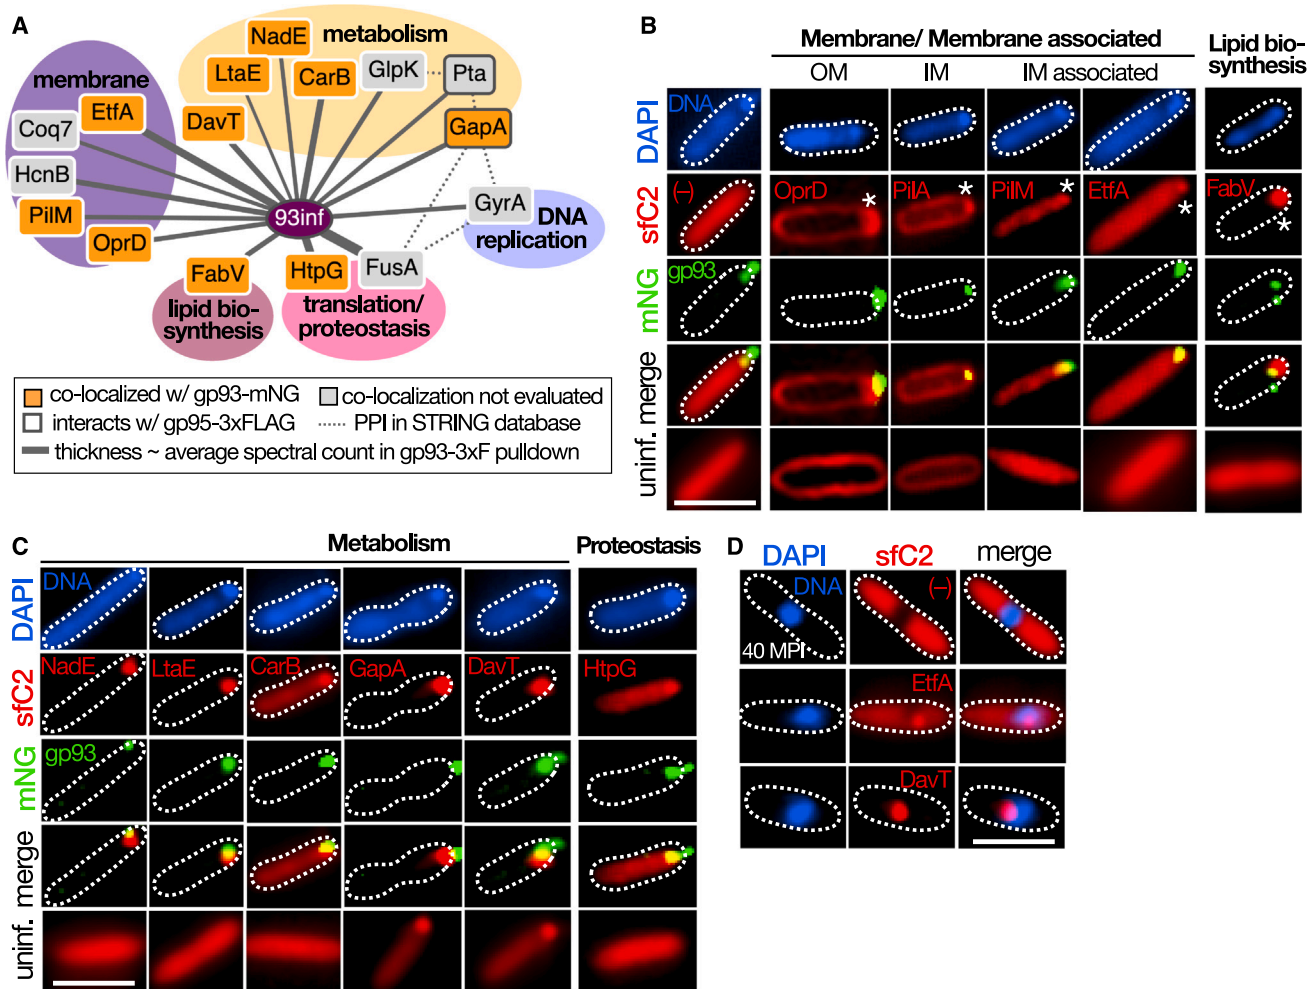 A
NadE
metabolism
LtaE
CarB
GlpK
Pta
membrane
EtfA
DavT
GapA
Coq7
HcnB
PilM
OprD
93inf
GyrA
DNA
replication
FabV
HtpG
FusA
lipid bio-
synthesis
translation/
proteostasis
co-localized w/ gp93-mNG
co-localization not evaluated
interacts w/ gp95-3xFLAG
PPI in STRING database
thickness ~ average spectral count in gp93-3xF pulldown
B
Membrane/ Membrane associated
Lipid bio-
synthesis
OM
IM
IM associated
DAPI
DNA
sfC2
(–)
OprD
*
PilA
*
PilM
*
EtfA
*
FabV
*
mNG
gp93
merge
uninf.
C
Metabolism
Proteostasis
DAPI
DNA
sfC2
NadE
LtaE
CarB
GapA
DavT
HtpG
mNG
gp93
merge
uninf.
D
DAPI
sfC2
merge
DNA
(–)
40 MPI
EtfA
DavT